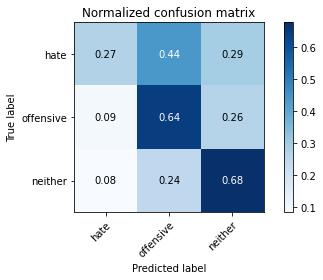 Normalized confusion matrix
True label
hate
0.27 0.44 0.29
offensive
0.09 0.64 0.26
neither
0.08 0.24 0.68
hate
offensive
neither
Predicted label
0.6
0.5
0.4
0.3
0.2
0.1